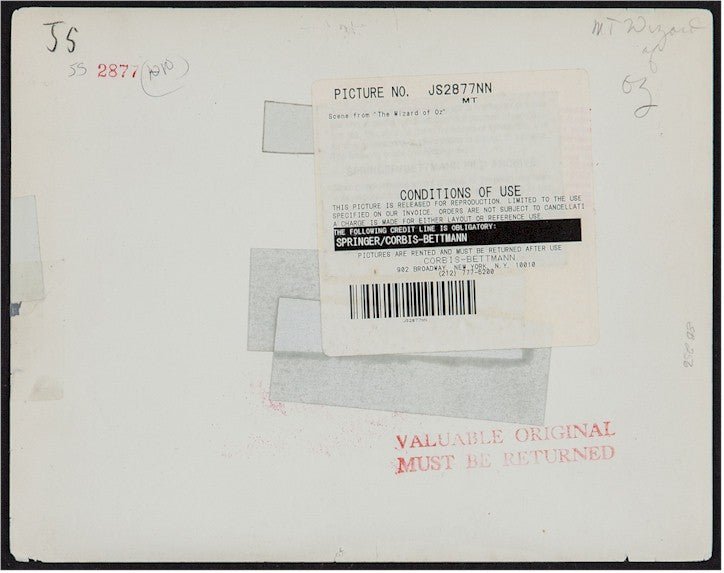 JS
JS 2877
MT Wizard
of
Oz
PICTURE NO. JS2877NN
MT
Scene from "The Wizard of Oz"
CONDITIONS OF USE
THIS PICTURE IS RELEASED FOR REPRODUCTION. LIMITED TO THE USE
SPECIFIED ON OUR INVOICE. ORDERS ARE NOT SUBJECT TO CANCELLATI
A CHARGE IS MADE FOR EITHER LAYOUT OR REFERENCE USE.
THE FOLLOWING CREDIT LINE IS OBLIGATORY:
SPRINGER/CORBIS-BETTMANN
PICTURES ARE RENTED AND MUST BE RETURNED AFTER USE
CORBIS-BETTMANN
902 BROADWAY, NEW YORK, N.Y. 10010
(212) 777-6200
JS2877NN
VALUABLE ORIGINAL
MUST BE RETURNED